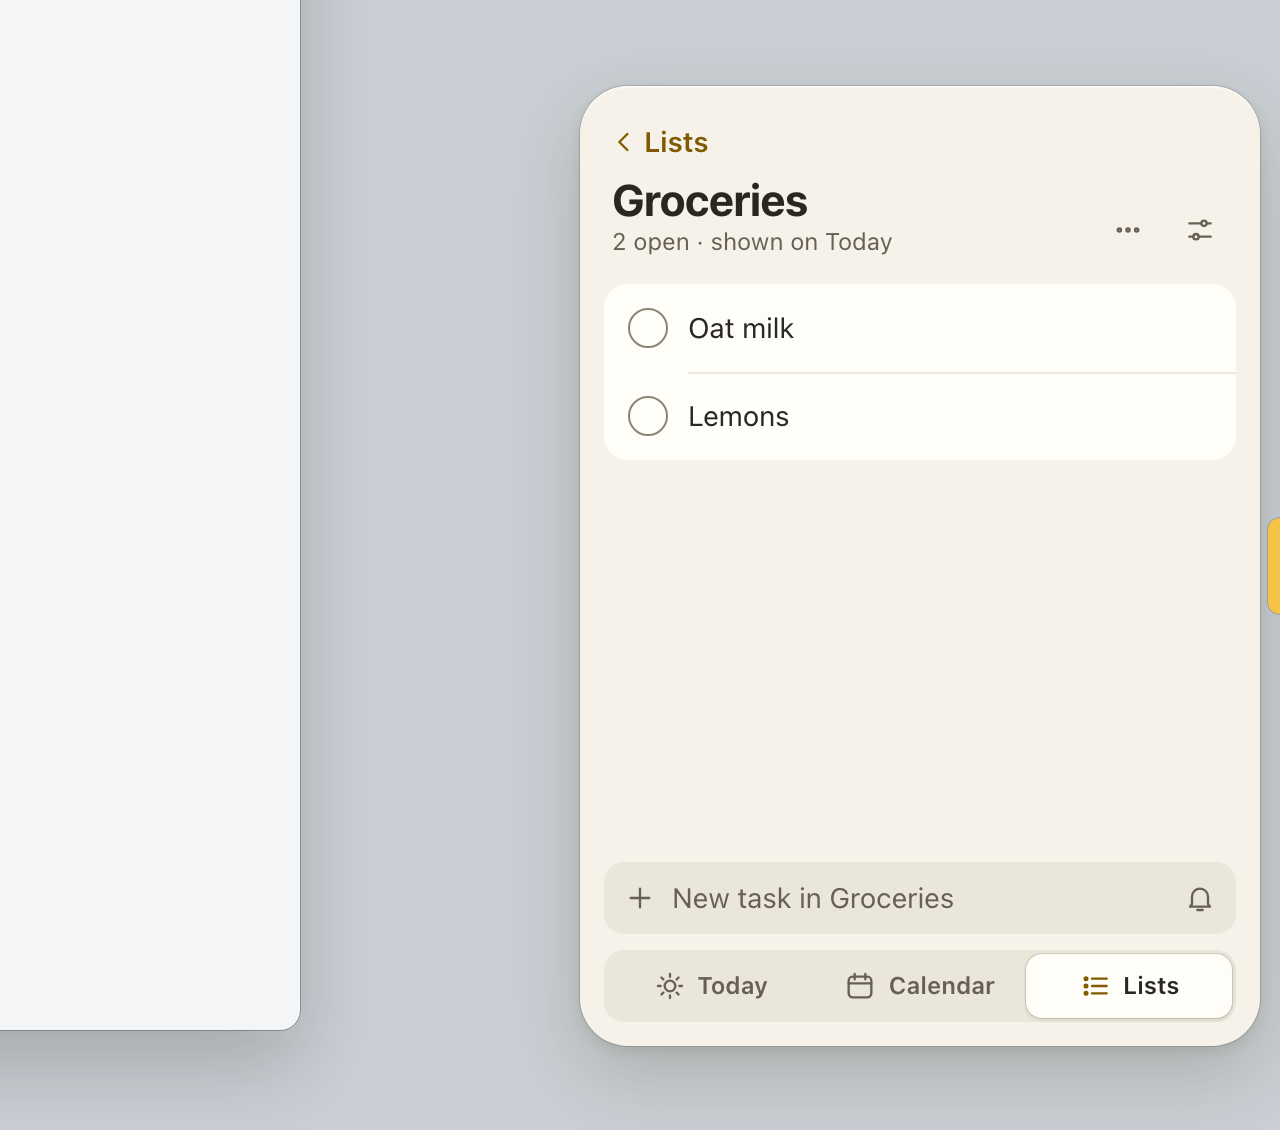 Lists
Groceries
2 open · shown on Today
Oat milk
Lemons
New task in Groceries
Today
Calendar
Lists